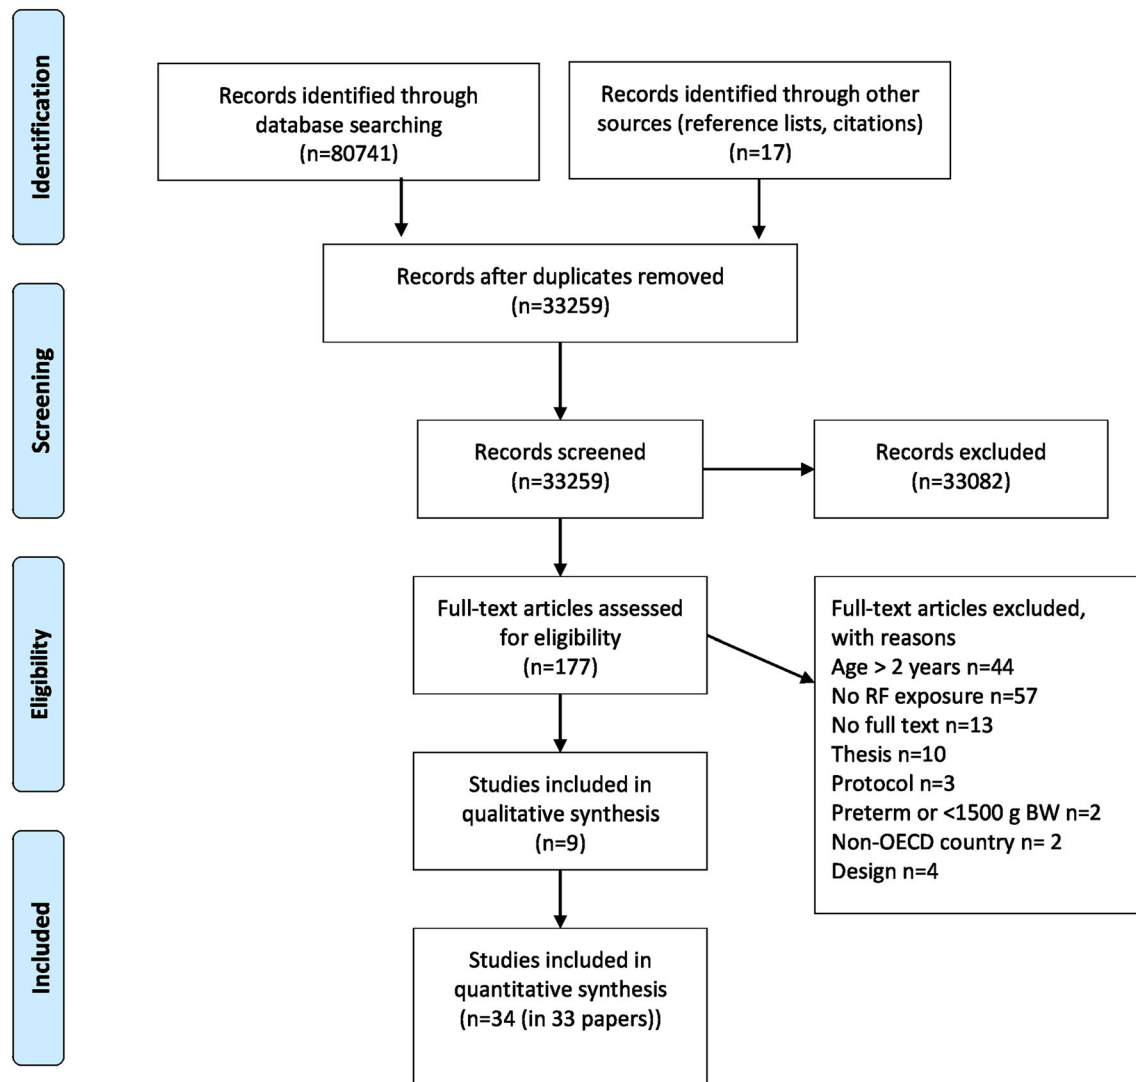 Identification
Records identified through
database searching
(n=80741)
Records identified through other
sources (reference lists, citations)
(n=17)
Records after duplicates removed
(n=33259)
Screening
Records screened
(n=33259)
Records excluded
(n=33082)
Eligibility
Full-text articles assessed
for eligibility
(n=177)
Full-text articles excluded,
with reasons
Age > 2 years n=44
No RF exposure n=57
No full text n=13
Thesis n=10
Protocol n=3
Preterm or <1500 g BW n=2
Non-OECD country n= 2
Design n=4
Studies included in
qualitative synthesis
(n=9)
Included
Studies included in
quantitative synthesis
(n=34 (in 33 papers))